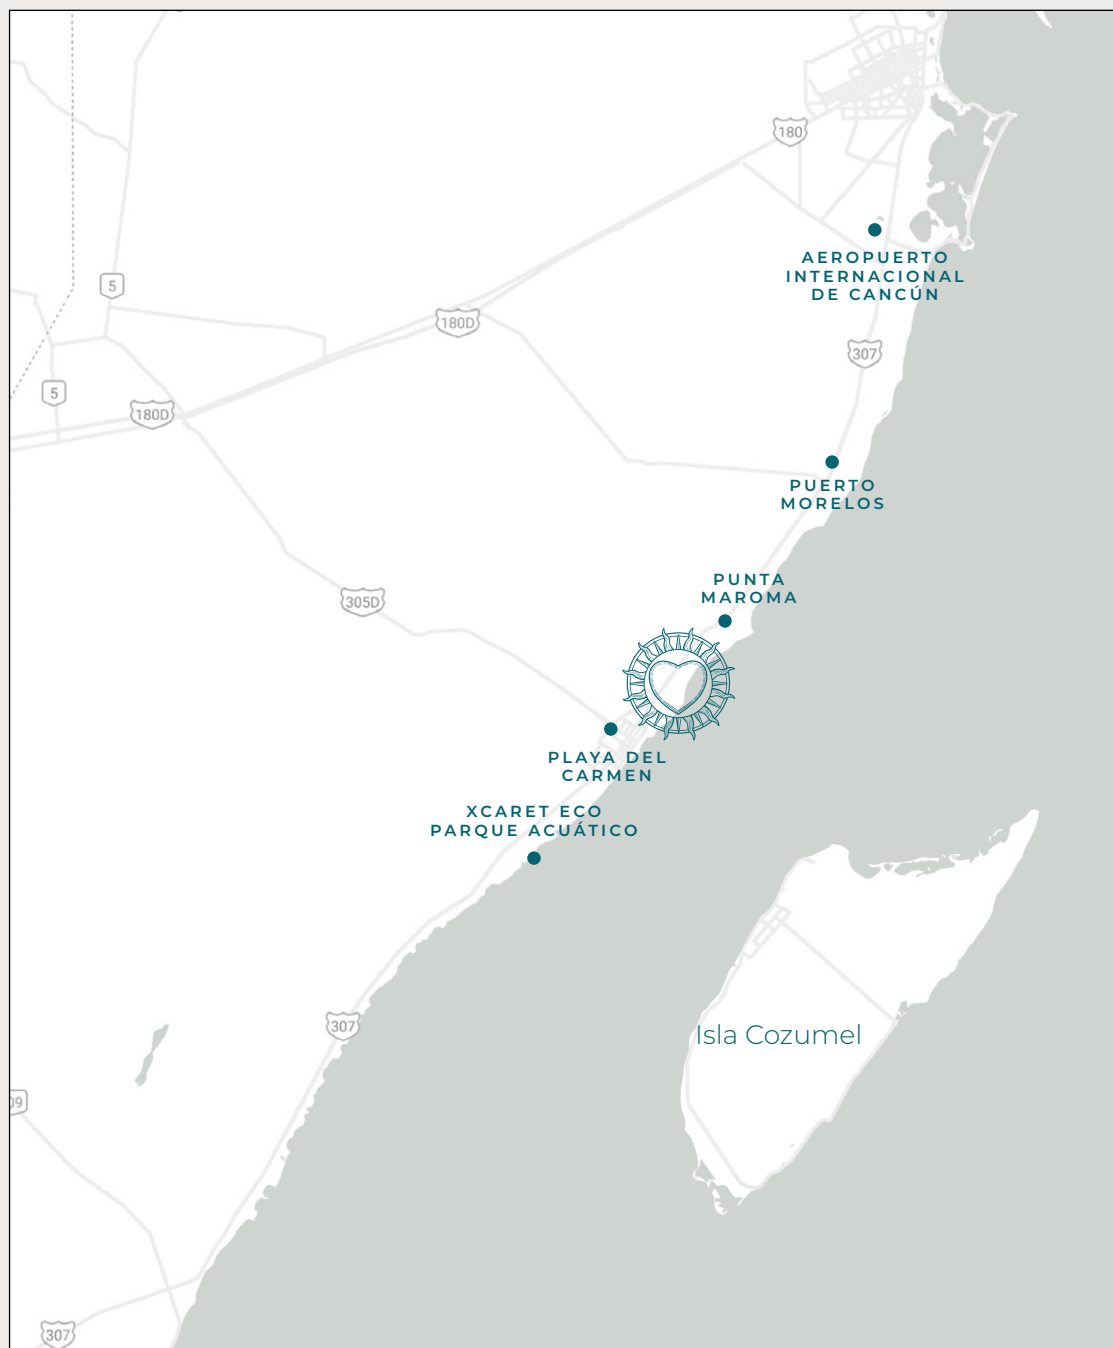 180
AEROPUERTO
INTERNACIONAL
DE CANCÚN
5
180D
307
5
180D
PUERTO
MORELOS
PUNTA
MAROMA
305D
PLAYA DEL
CARMEN
XCARET ECO
PARQUE ACUÁTICO
307
Isla Cozumel
09
307